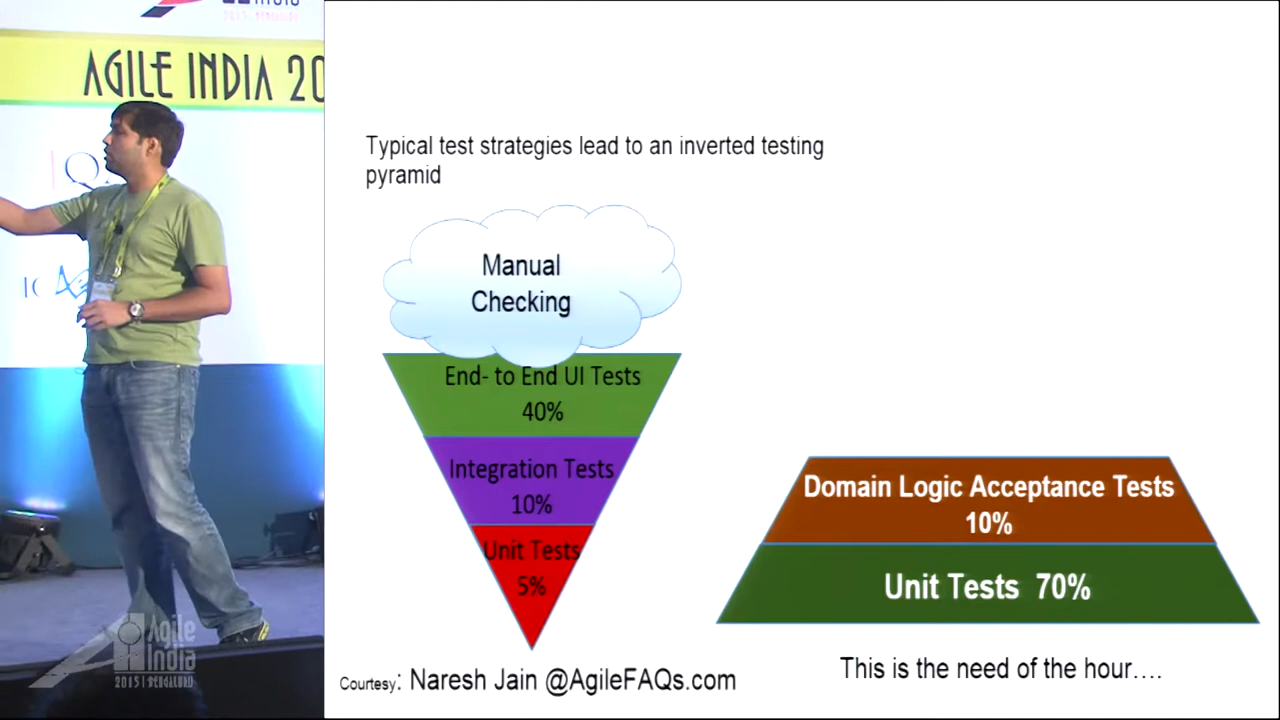 AGILE INDIA 20
Typical test strategies lead to an inverted testing
pyramid
Manual
Checking
End- to End UI Tests
40%
Integration Tests
10%
Unit Tests
5%
Domain Logic Acceptance Tests
10%
Unit Tests 70%
Courtesy: Naresh Jain @AgileFAQs.com
This is the need of the hour….
Agile
India
2015 | BENGALURU